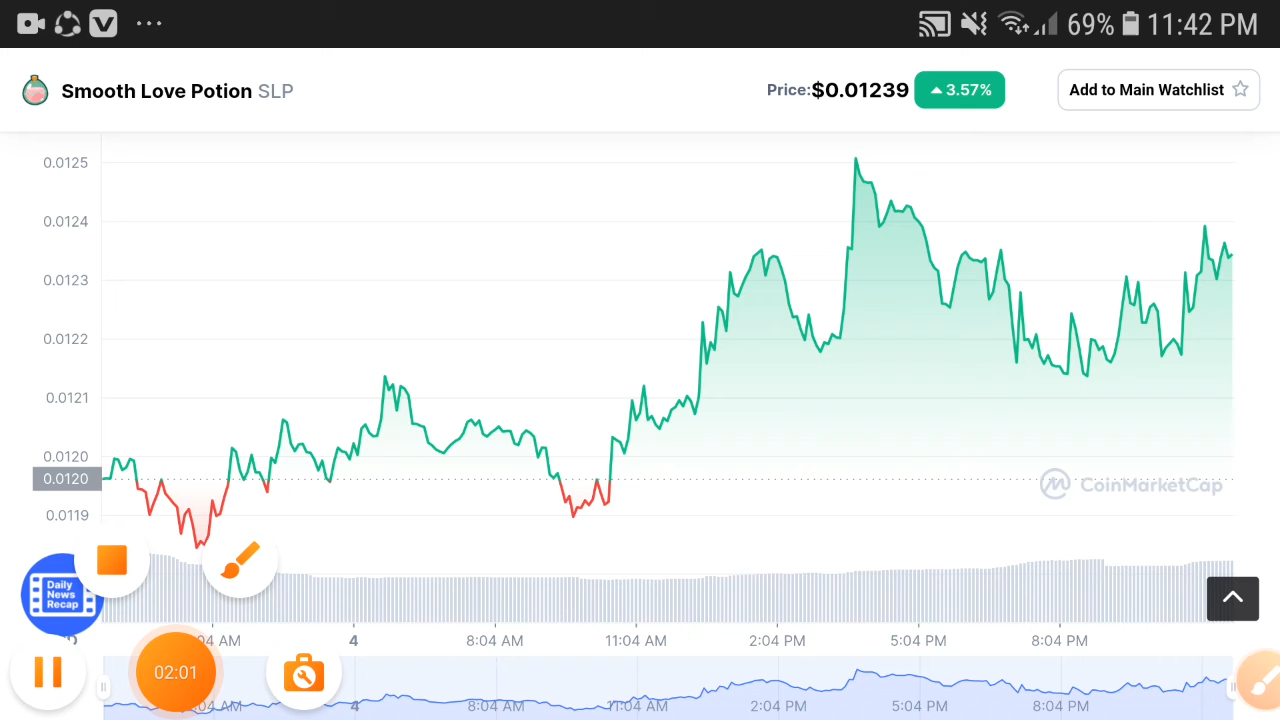 69% 11:42 PM
Smooth Love Potion SLP
Price:$0.01239 3.57%
Add to Main Watchlist
0.0125
0.0124
0.0123
0.0122
0.0121
0.0120
0.0120
0.0119
CoinMarketCap
Daily
News
Recap
04 AM 4 8:04 AM 11:04 AM 2:04 PM 5:04 PM 8:04 PM
02:01
04 AM 4 8:04 AM 11:04 AM 2:04 PM 5:04 PM 8:04 PM